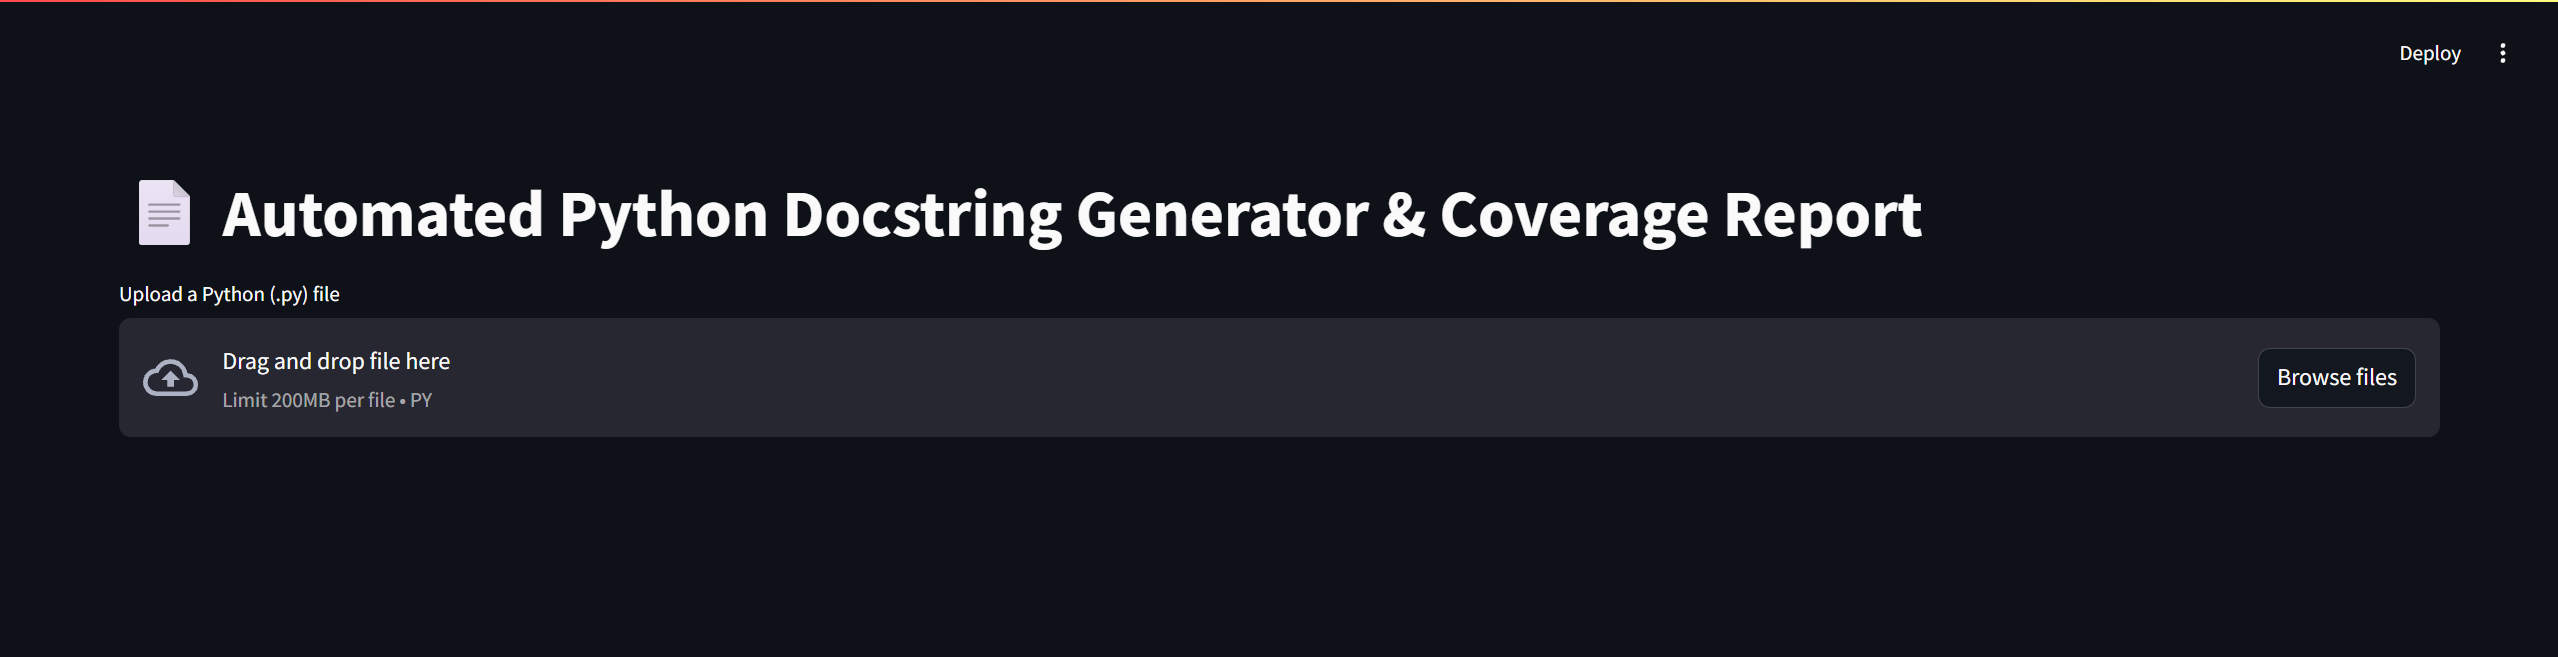 Deploy
Automated Python Docstring Generator & Coverage Report
Upload a Python (.py) file
Drag and drop file here
Limit 200MB per file • PY
Browse files